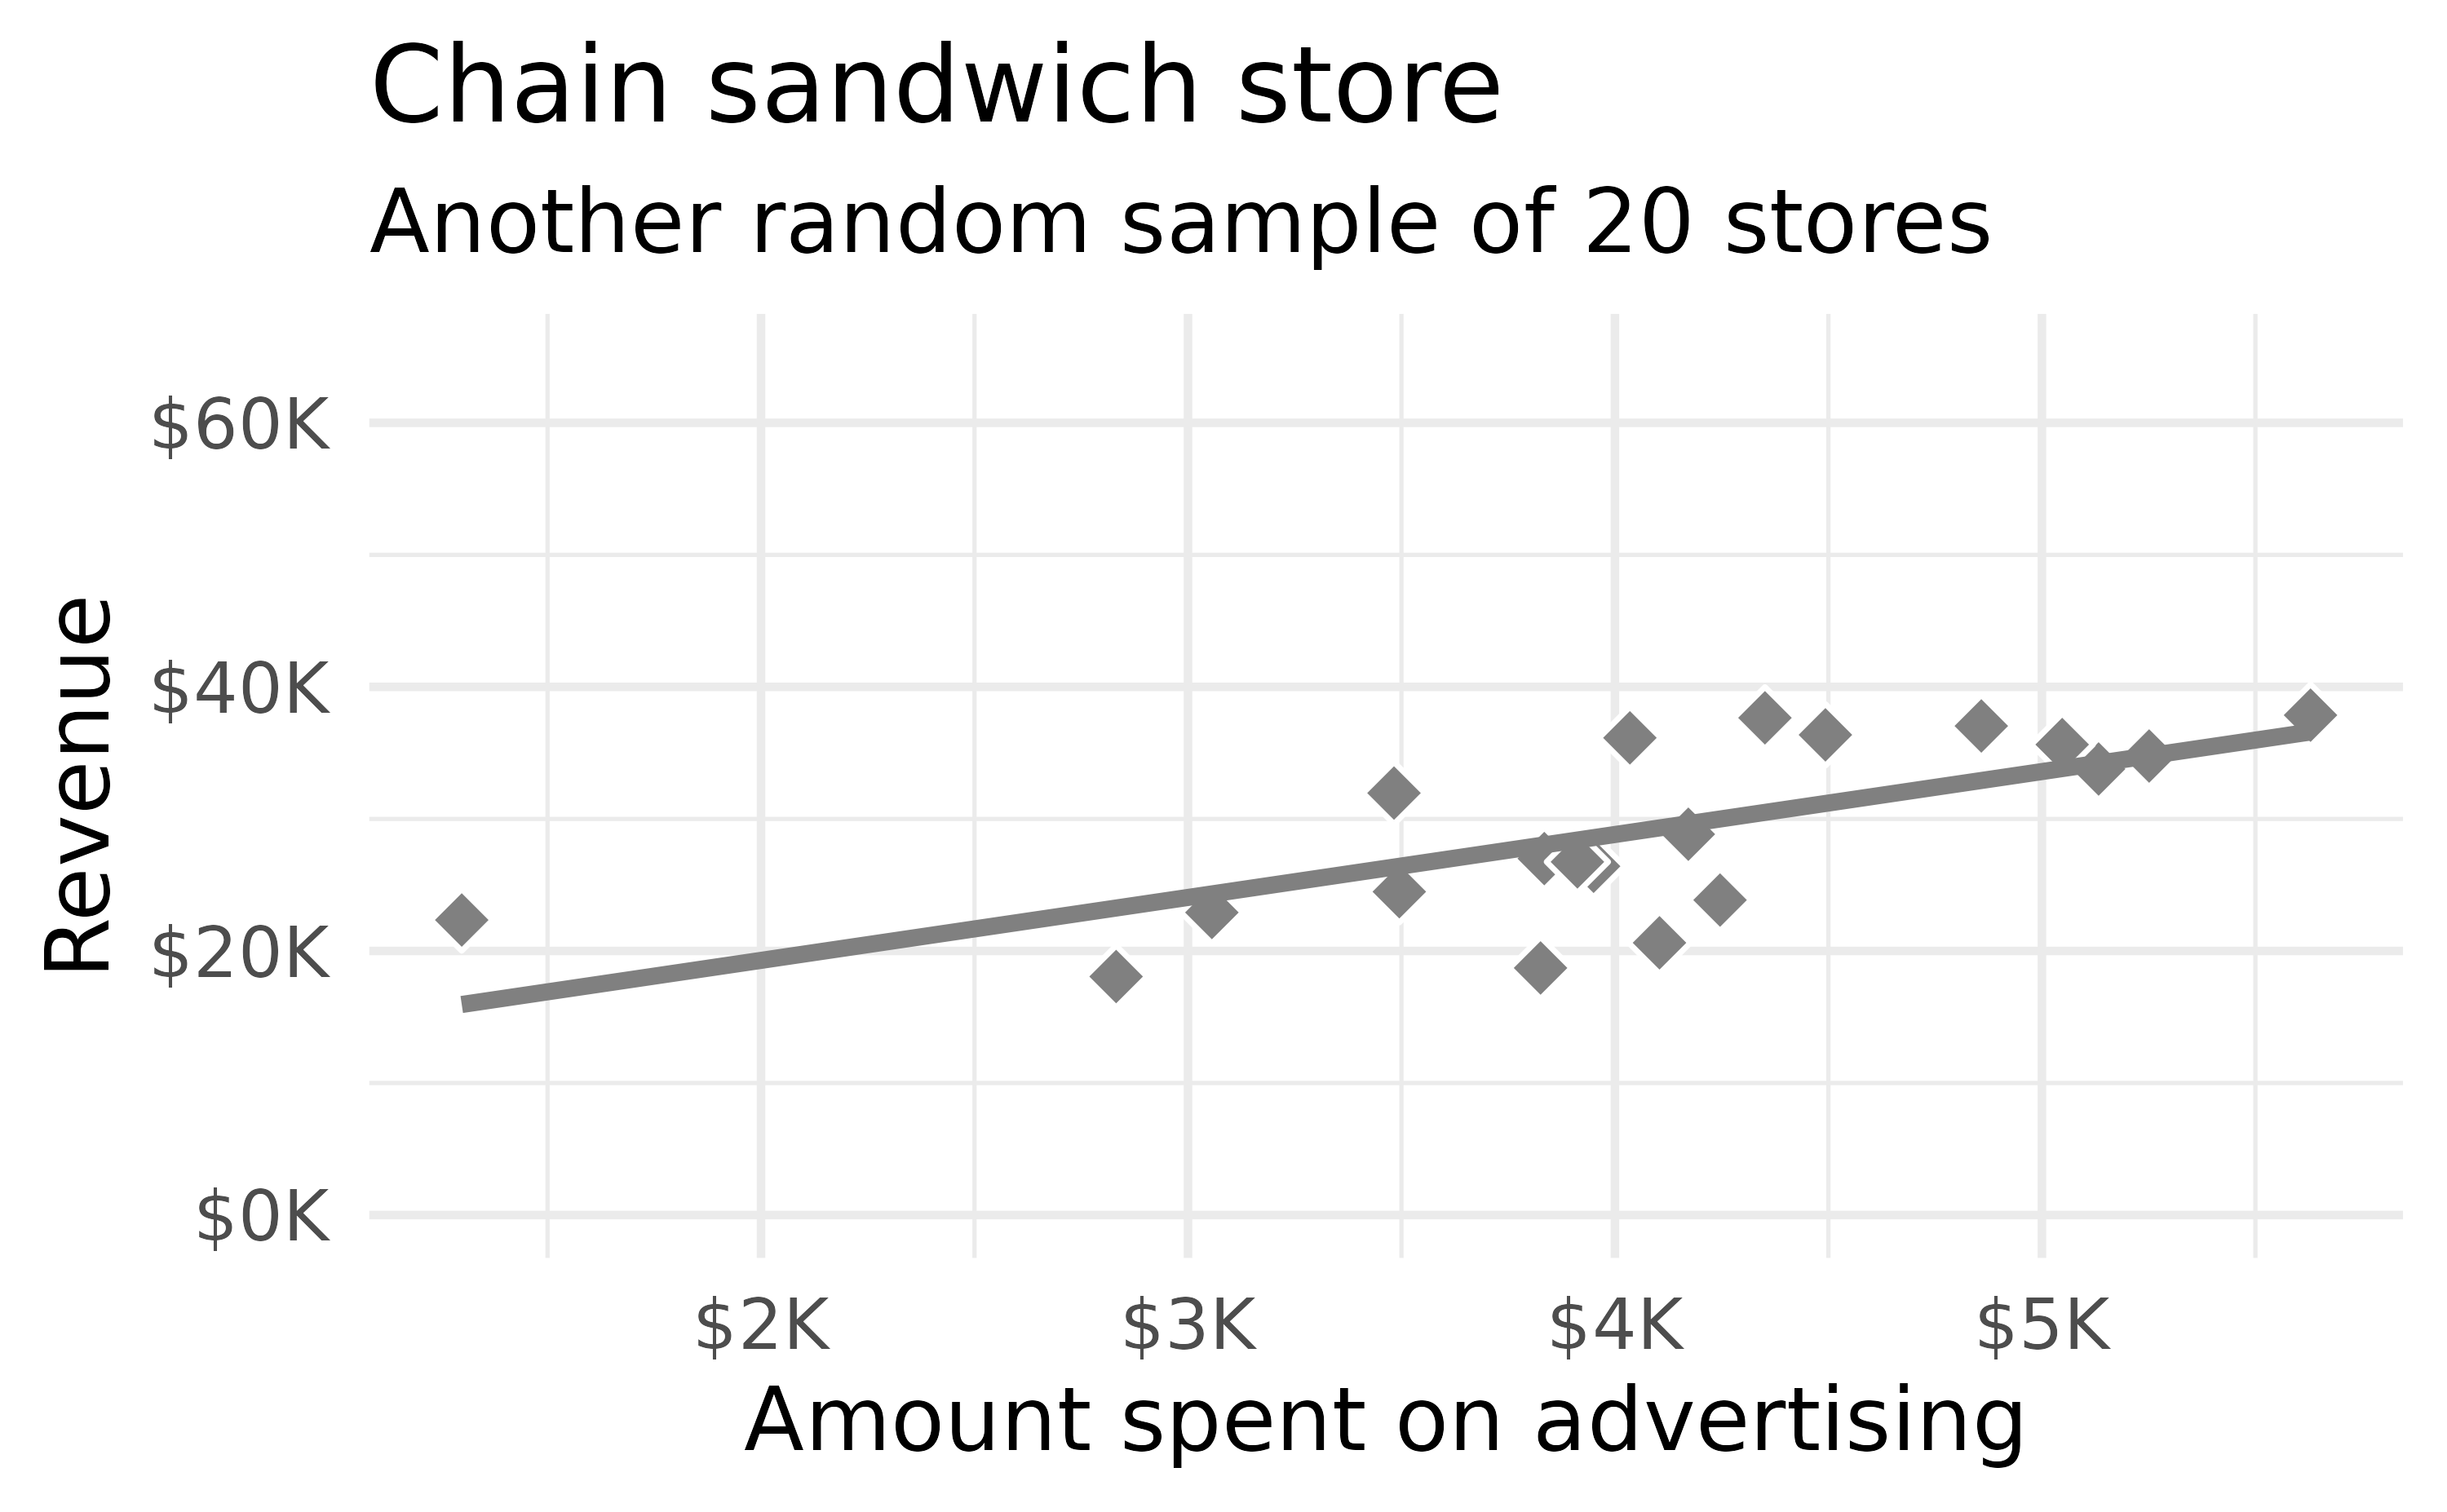 Chain sandwich store
Another random sample of 20 stores
Revenue
$60K
$40K
$20K
$0K
$2K $3K $4K $5K
Amount spent on advertising